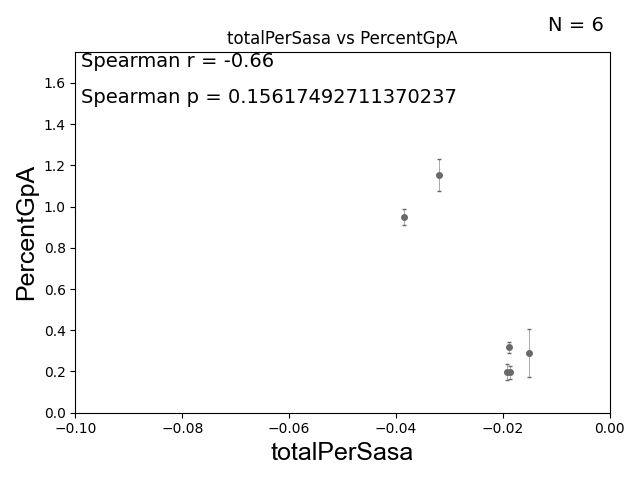 N = 6
totalPerSasa vs PercentGpA
Spearman r = -0.66
Spearman p = 0.15617492711370237
PercentGpA
1.6
1.4
1.2
1.0
0.8
0.6
0.4
0.2
0.0
−0.10 −0.08 −0.06 −0.04 −0.02 0.00
totalPerSasa